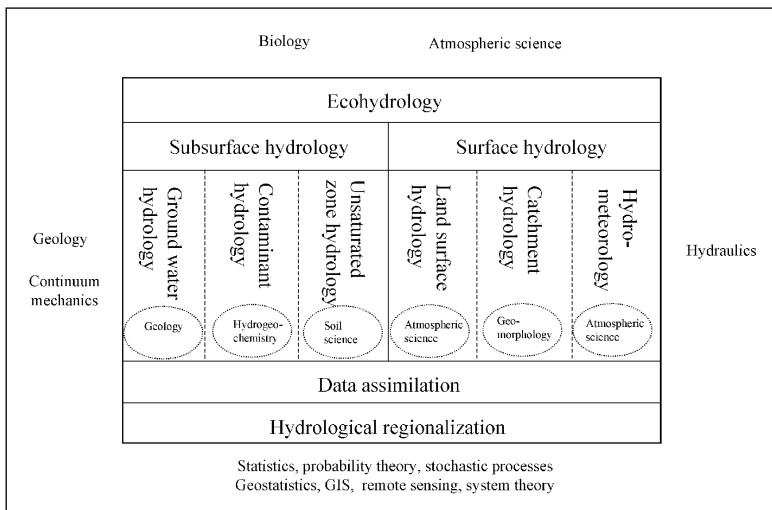 Biology
Atmospheric science
Ecohydrology
Subsurface hydrology
Surface hydrology
Ground water
hydrology
Contaminant
hydrology
Unsaturated
zone hydrology
Land surface
hydrology
Catchment
hydrology
Hydro-
meteorology
Geology
Continuum
mechanics
Hydraulics
Geology
Hydrogeo-
chemistry
Soil
science
Atmospheric
science
Geo-
morphology
Atmospheric
science
Data assimilation
Hydrological regionalization
Statistics, probability theory, stochastic processes
Geostatistics, GIS, remote sensing, system theory